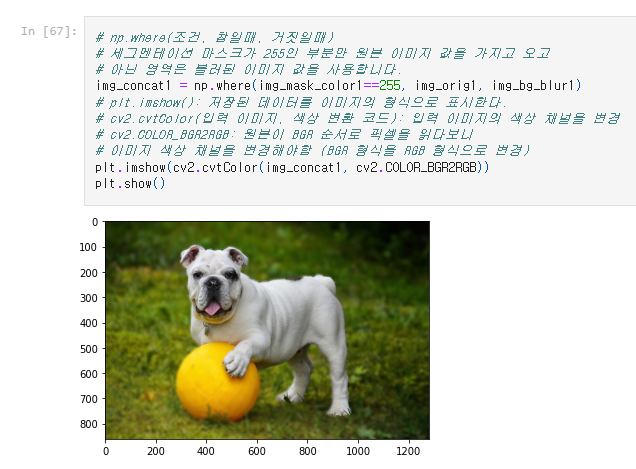 In [67]:
# np.where(조건, 참일때, 거짓일때)
# 세그멘테이션 마스크가 255인 부분만 원본 이미지 값을 가지고 오고
# 아닌 영역은 블러된 이미지 값을 사용합니다.
img_concat1 = np.where(img_mask_color1==255, img_orig1, img_bg_blur1)
# plt.imshow(): 저장된 데이터를 이미지의 형식으로 표시한다.
# cv2.cvtColor(입력 이미지, 색상 변환 코드): 입력 이미지의 색상 채널을 변경
# cv2.COLOR_BGR2RGB: 원본이 BGR 순서로 픽셀을 읽다보니
# 이미지 색상 채널을 변경해야함 (BGR 형식을 RGB 형식으로 변경)
plt.imshow(cv2.cvtColor(img_concat1, cv2.COLOR_BGR2RGB))
plt.show()
0
100
200
300
400
500
600
700
800
0 200 400 600 800 1000 1200